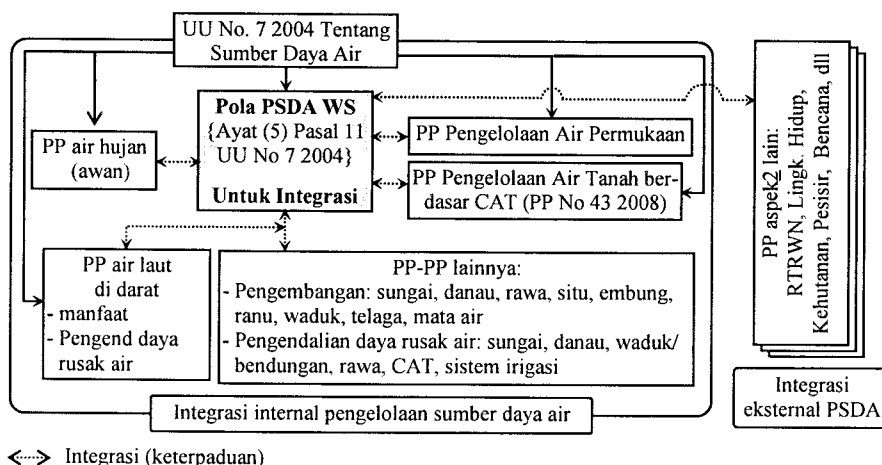 UU No. 7 2004 Tentang
Sumber Daya Air
Pola PSDA WS
{Ayat (5) Pasal 11
UU No 7 2004}
Untuk Integrasi
PP air hujan
(awan)
PP Pengelolaan Air Permukaan
PP Pengelolaan Air Tanah ber-
dasar CAT (PP No 43 2008)
PP air laut
di darat
- manfaat
- Pengend daya
rusak air
PP-PP lainnya:
- Pengembangan: sungai, danau, rawa, situ, embung,
ranu, waduk, telaga, mata air
- Pengendalian daya rusak air: sungai, danau, waduk/
bendungan, rawa, CAT, sistem irigasi
Integrasi internal pengelolaan sumber daya air
PP aspek2 lain:
RTRWN, Lingk. Hidup,
Kehutanan, Pesisir, Bencana, dll
Integrasi
eksternal PSDA
Integrasi (keterpaduan)